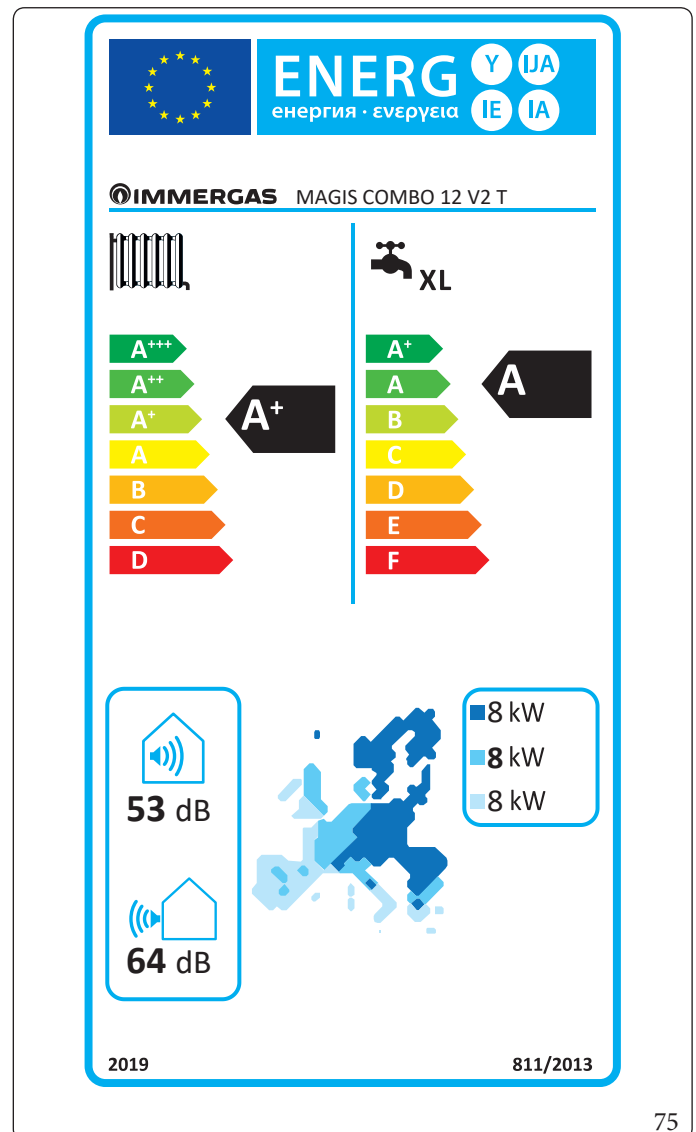 ENERG Y IJA
енергия · ενεργεια IE IA
IMMERGAS MAGIS COMBO 12 V2 T
XL
A+++
A++
A+
A
B
C
D
A+
A+
A
B
C
D
E
F
A
53 dB
64 dB
8 kW
8 kW
8 kW
2019 811/2013
75